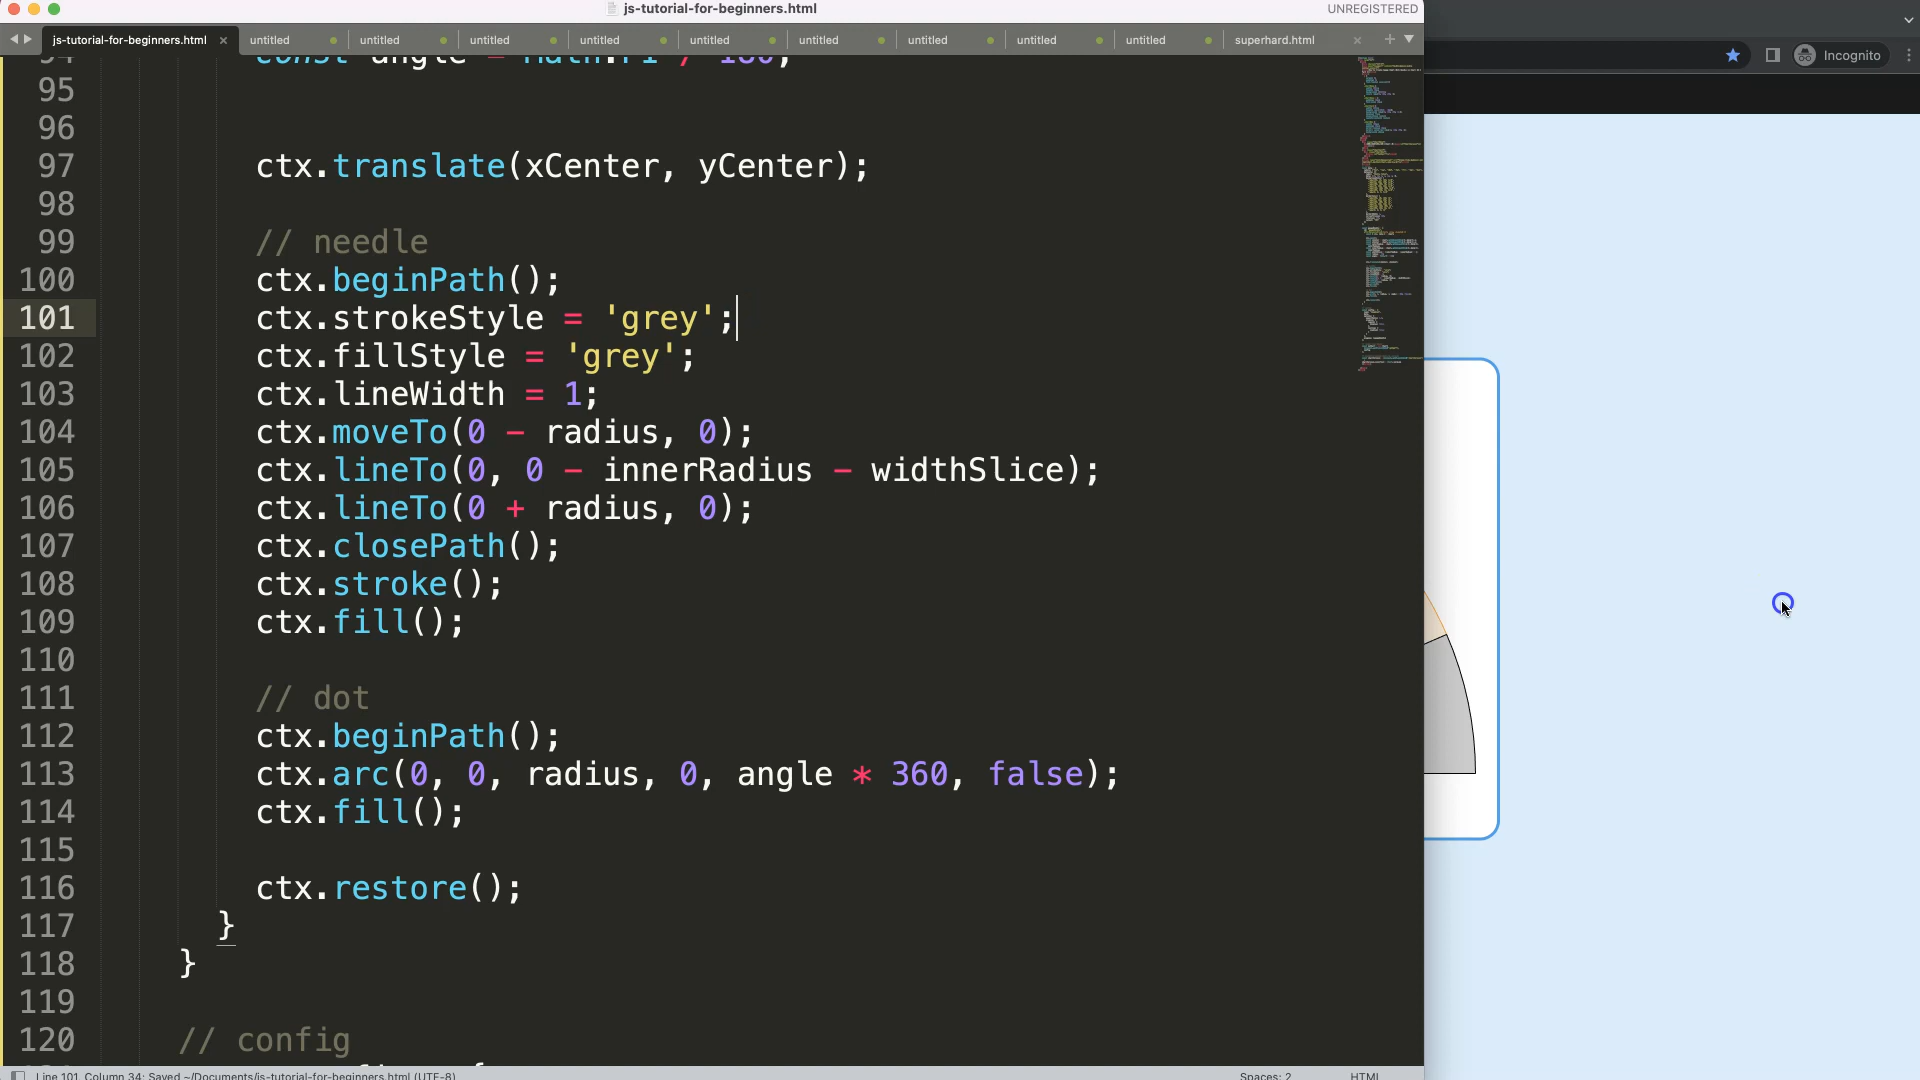 js-tutorial-for-beginners.html
UNREGISTERED
js-tutorial-for-beginners.html untitled untitled untitled untitled untitled untitled untitled untitled untitled superhard.html
Incognito
94 const angle = Math.PI / 180;
95
96
97 ctx.translate(xCenter, yCenter);
98
99 // needle
100 ctx.beginPath();
101 ctx.strokeStyle = 'grey';
102 ctx.fillStyle = 'grey';
103 ctx.lineWidth = 1;
104 ctx.moveTo(0 - radius, 0);
105 ctx.lineTo(0, 0 - innerRadius - widthSlice);
106 ctx.lineTo(0 + radius, 0);
107 ctx.closePath();
108 ctx.stroke();
109 ctx.fill();
110
111 // dot
112 ctx.beginPath();
113 ctx.arc(0, 0, radius, 0, angle * 360, false);
114 ctx.fill();
115
116 ctx.restore();
117 }
118 }
119
120 // config
Line 101, Column 34; Saved ~/Documents/js-tutorial-for-beginners.html (UTF-8) Spaces: 2 HTML